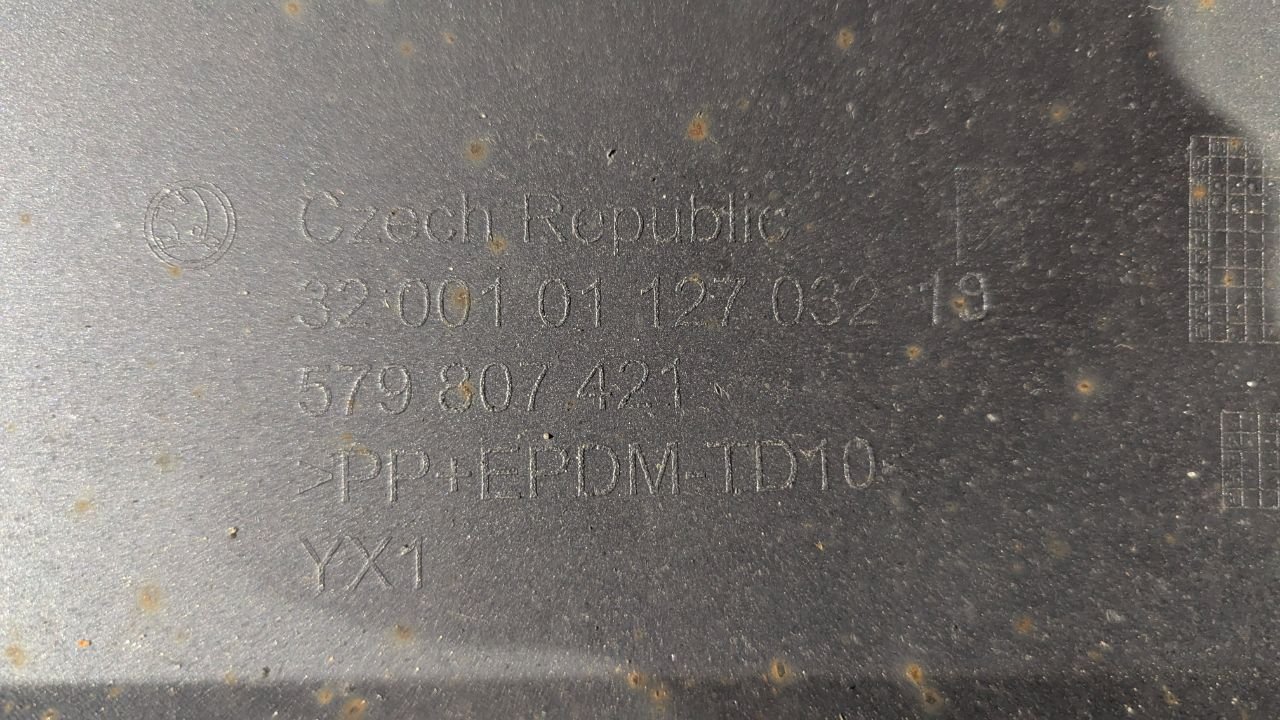 Czech Republic
32 001 01 127 032 19
579 807 421
>PP+EPDM-TD10<
YX1